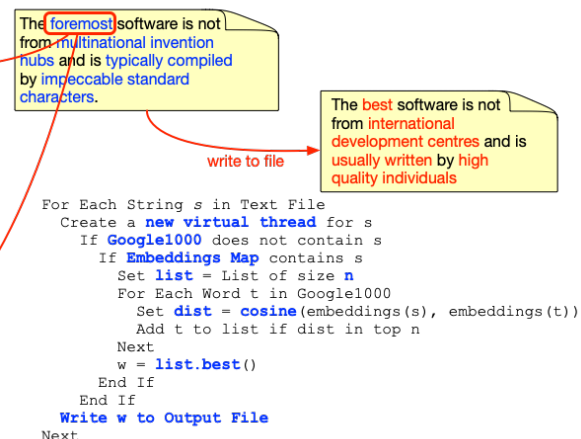 The foremost software is not
from multinational invention
hubs and is typically compiled
by impeccable standard
characters.
The best software is not
from international
development centres and is
usually written by high
quality individuals
write to file
For Each String s in Text File
Create a new virtual thread for s
If Google1000 does not contain s
If Embeddings Map contains s
Set list = List of size n
For Each Word t in Google1000
Set dist = cosine(embeddings(s), embeddings(t))
Add t to list if dist in top n
Next
w = list.best()
End If
End If
Write w to Output File
Next